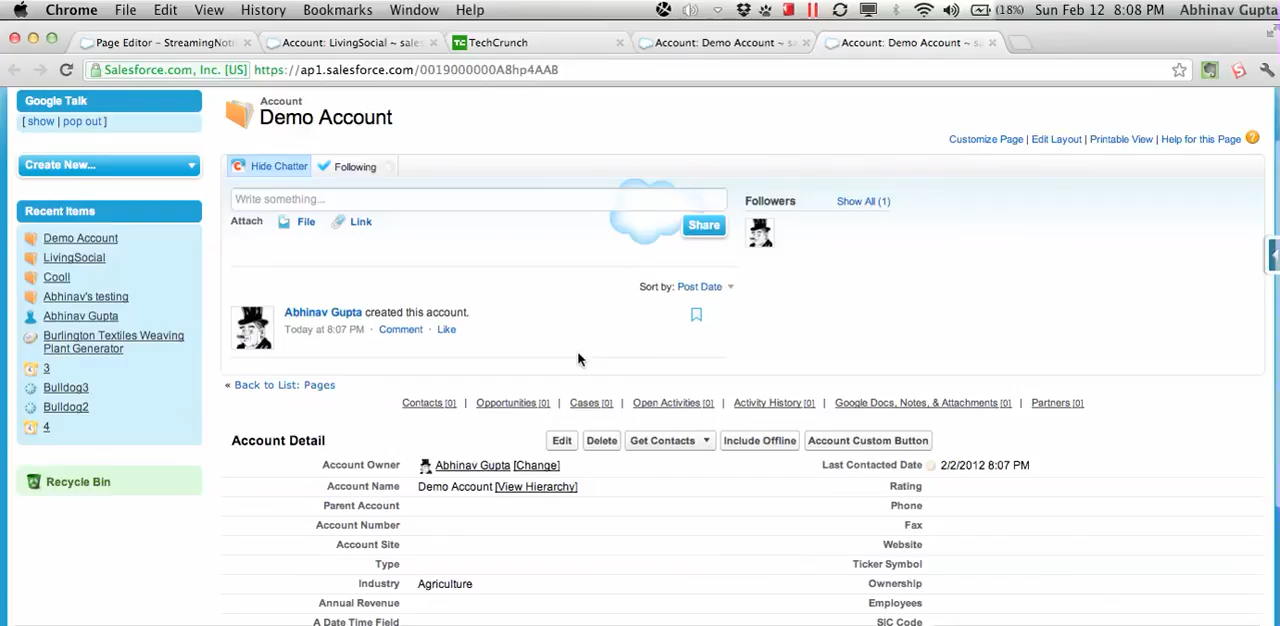 Chrome File Edit View History Bookmarks Window Help (18%) Sun Feb 12 8:08 PM Abhinav Gupta
Page Editor - StreamingNoti Account: LivingSocial ~ sales TechCrunch Account: Demo Account ~ sa Account: Demo Account ~ sa
Salesforce.com, Inc. [US] https://ap1.salesforce.com/0019000000A8hp4AAB
Google Talk
[ show | pop out ]
Create New...
Recent Items
Demo Account
LivingSocial
Cooll
Abhinav's testing
Abhinav Gupta
Burlington Textiles Weaving
Plant Generator
3
Bulldog3
Bulldog2
4
Recycle Bin
Account
Demo Account
Customize Page | Edit Layout | Printable View | Help for this Page ?
Hide Chatter Following
Write something...
Attach File Link
Share
Followers Show All (1)
Sort by: Post Date
Abhinav Gupta created this account.
Today at 8:07 PM · Comment · Like
« Back to List: Pages
Contacts [0] | Opportunities [0] | Cases [0] | Open Activities [0] | Activity History [0] | Google Docs, Notes, & Attachments [0] | Partners [0]
Account Detail Edit Delete Get Contacts Include Offline Account Custom Button
Account Owner Abhinav Gupta [Change] Last Contacted Date 2/2/2012 8:07 PM
Account Name Demo Account [View Hierarchy] Rating
Parent Account Phone
Account Number Fax
Account Site Website
Type Ticker Symbol
Industry Agriculture Ownership
Annual Revenue Employees
A Date Time Field SIC Code